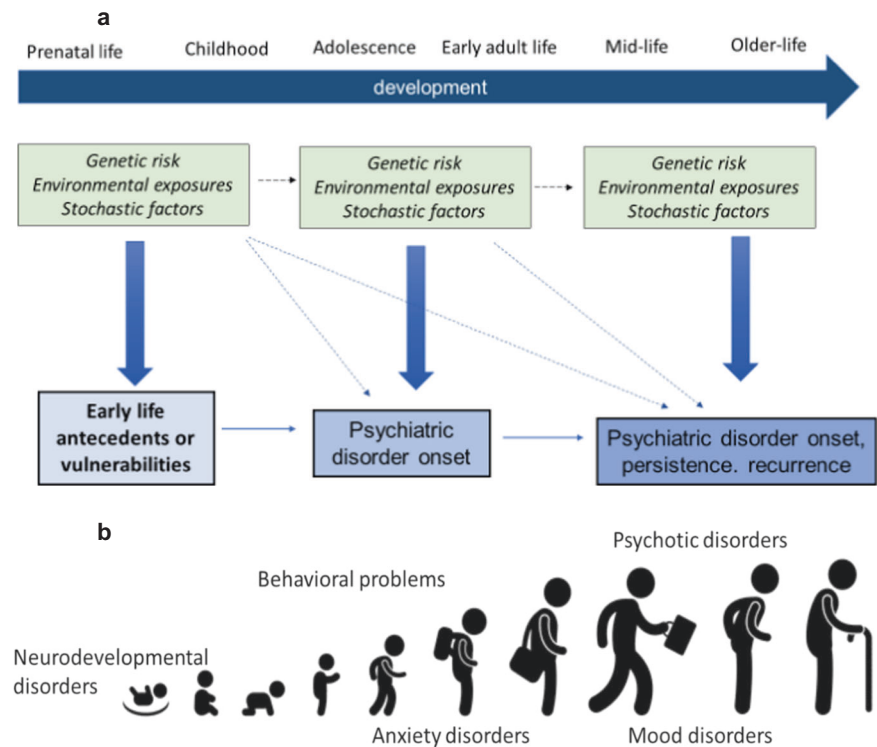 a
Prenatal life
Childhood
Adolescence
Early adult life
Mid-life
Older-life
development
Genetic risk
Environmental exposures
Stochastic factors
Genetic risk
Environmental exposures
Stochastic factors
Genetic risk
Environmental exposures
Stochastic factors
Early life
antecedents or
vulnerabilities
Psychiatric
disorder onset
Psychiatric disorder onset,
persistence. recurrence
b
Psychotic disorders
Behavioral problems
Neurodevelopmental
disorders
Anxiety disorders
Mood disorders